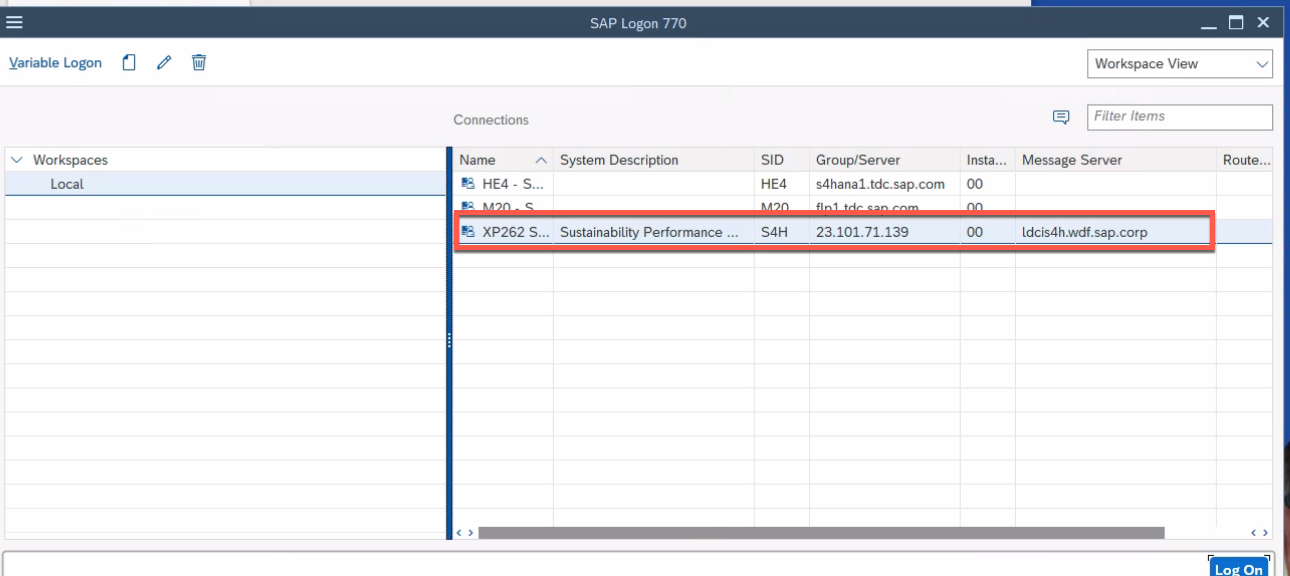 SAP Logon 770
Variable Logon
Workspace View
Connections
Filter Items
Workspaces
Local
Name System Description SID Group/Server Insta... Message Server Route...
HE4 - S... HE4 s4hana1.tdc.sap.com 00
M20 - S M20 flp1.tdc.sap.com 00
XP262 S... Sustainability Performance ... S4H 23.101.71.139 00 ldcis4h.wdf.sap.corp
Log On